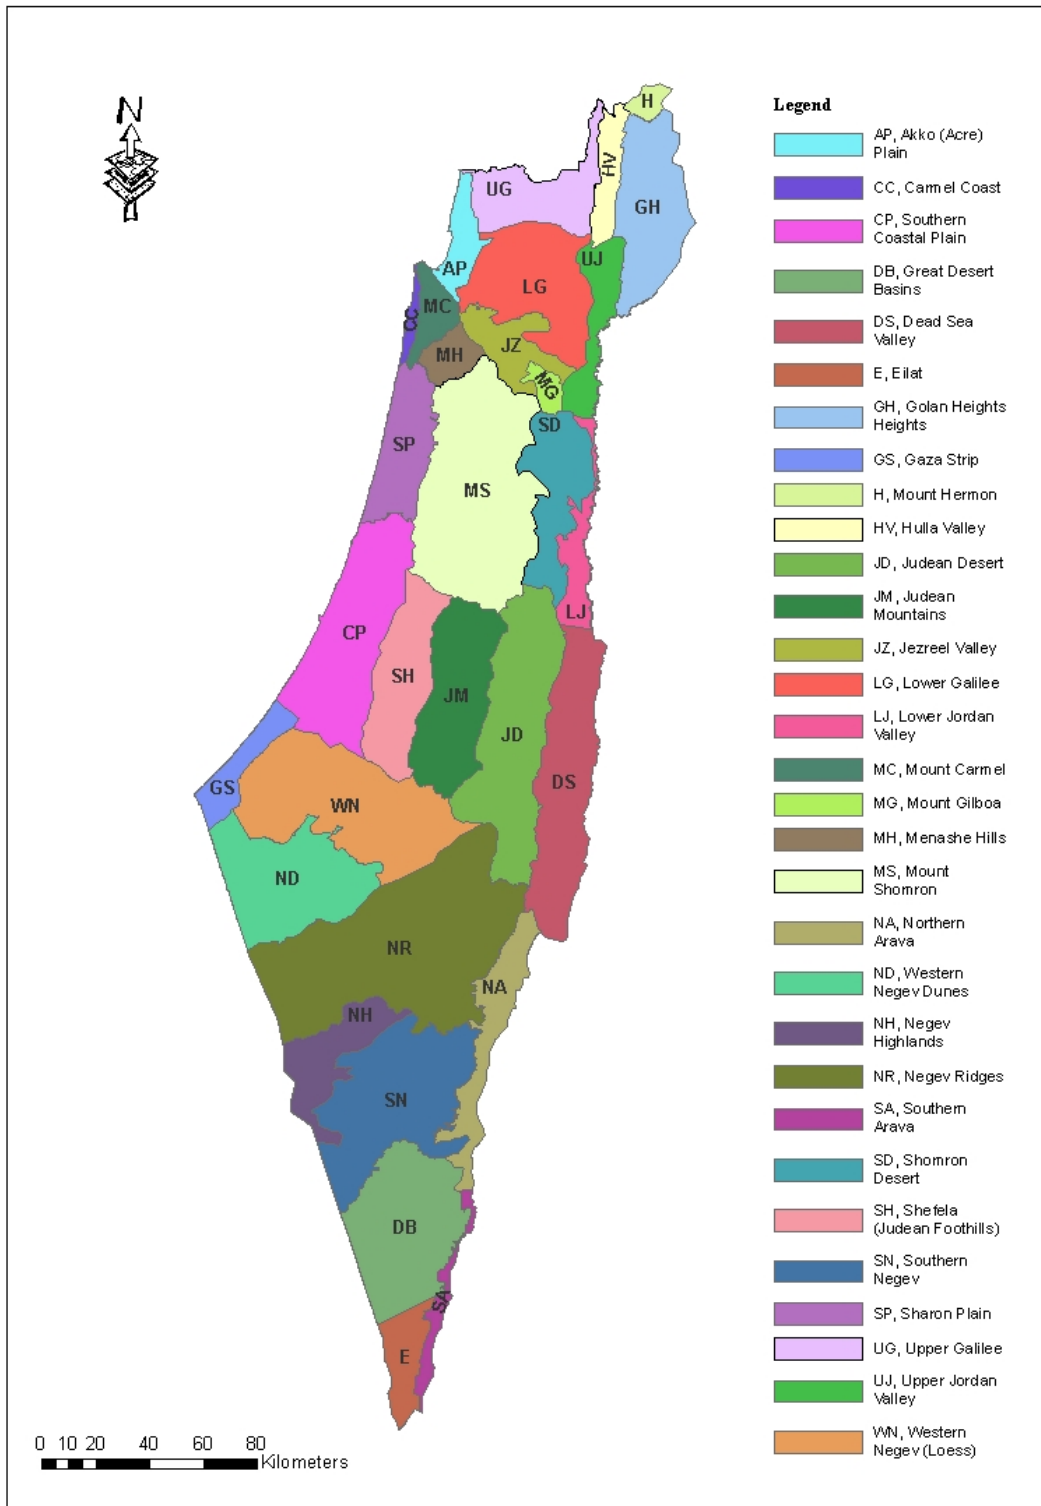 N
Legend
AP, Akko (Acre)
Plain
CC, Carmel Coast
CP, Southern
Coastal Plain
DB, Great Desert
Basins
DS, Dead Sea
Valley
E, Eilat
GH, Golan Heights
Heights
GS, Gaza Strip
H, Mount Hermon
HV, Hulla Valley
JD, Judean Desert
JM, Judean
Mountains
JZ, Jezreel Valley
LG, Lower Galilee
LJ, Lower Jordan
Valley
MC, Mount Carmel
MG, Mount Gilboa
MH, Menashe Hills
MS, Mount
Shomron
NA, Northern
Arava
ND, Western
Negev Dunes
NH, Negev
Highlands
NR, Negev Ridges
SA, Southern
Arava
SD, Shomron
Desert
SH, Shefela
(Judean Foothills)
SN, Southern
Negev
SP, Sharon Plain
UG, Upper Galilee
UJ, Upper Jordan
Valley
WN, Western
Negev (Loess)
H
HV
UG
GH
UJ
AP
LG
MC
CC
JZ
MH
MG
SD
SP
MS
LJ
CP
SH
JM
JD
DS
GS
WN
ND
NR
NA
NH
SN
DB
SA
E
0 10 20 40 60 80
Kilometers